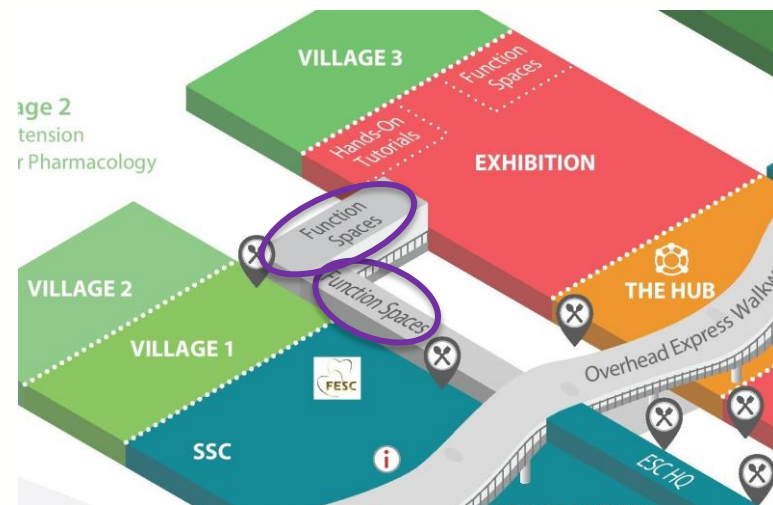 VILLAGE 3
Function
Spaces
Hands-On
Tutorials
EXHIBITION
age 2
tension
r Pharmacology
Function
Spaces
Function Spaces
VILLAGE 2
THE HUB
VILLAGE 1
Overhead Express Walkw
FESC
SSC
i
ESC HQ